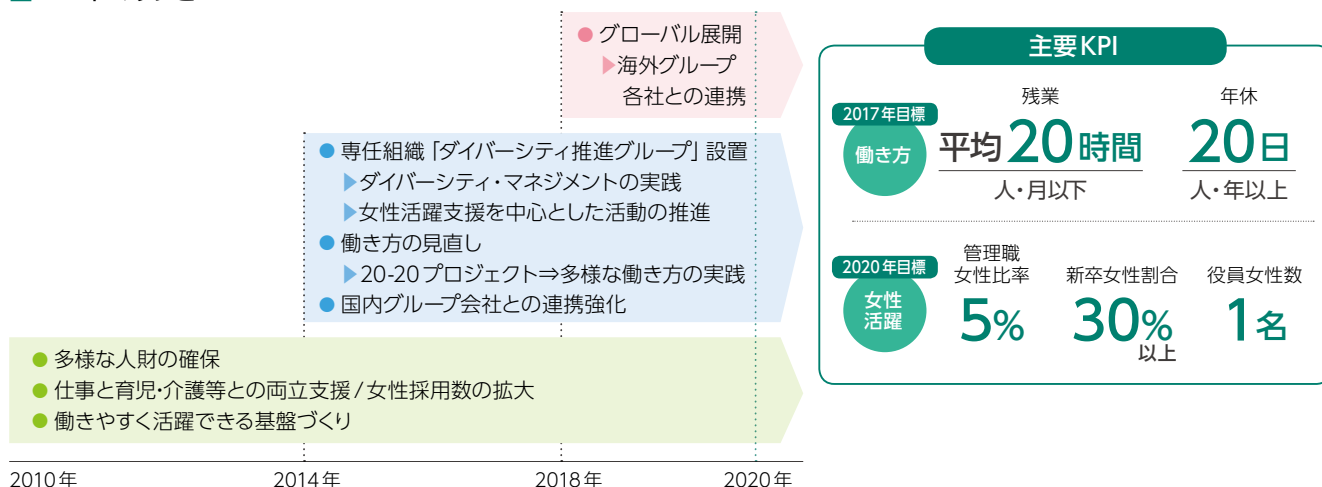 ● グローバル展開
▶海外グループ
各社との連携
● 専任組織「ダイバーシティ推進グループ」設置
▶ダイバーシティ・マネジメントの実践
▶女性活躍支援を中心とした活動の推進
● 働き方の見直し
▶20-20プロジェクト⇒多様な働き方の実践
● 国内グループ会社との連携強化
● 多様な人財の確保
● 仕事と育児・介護等との両立支援/女性採用数の拡大
● 働きやすく活躍できる基盤づくり
2010年
2014年
2018年
2020年
主要KPI
2017年目標
働き方
残業
平均20時間
人・月以下
年休
20日
人・年以上
2020年目標
女性
活躍
管理職
女性比率
5%
新卒女性割合
30%
以上
役員女性数
1名